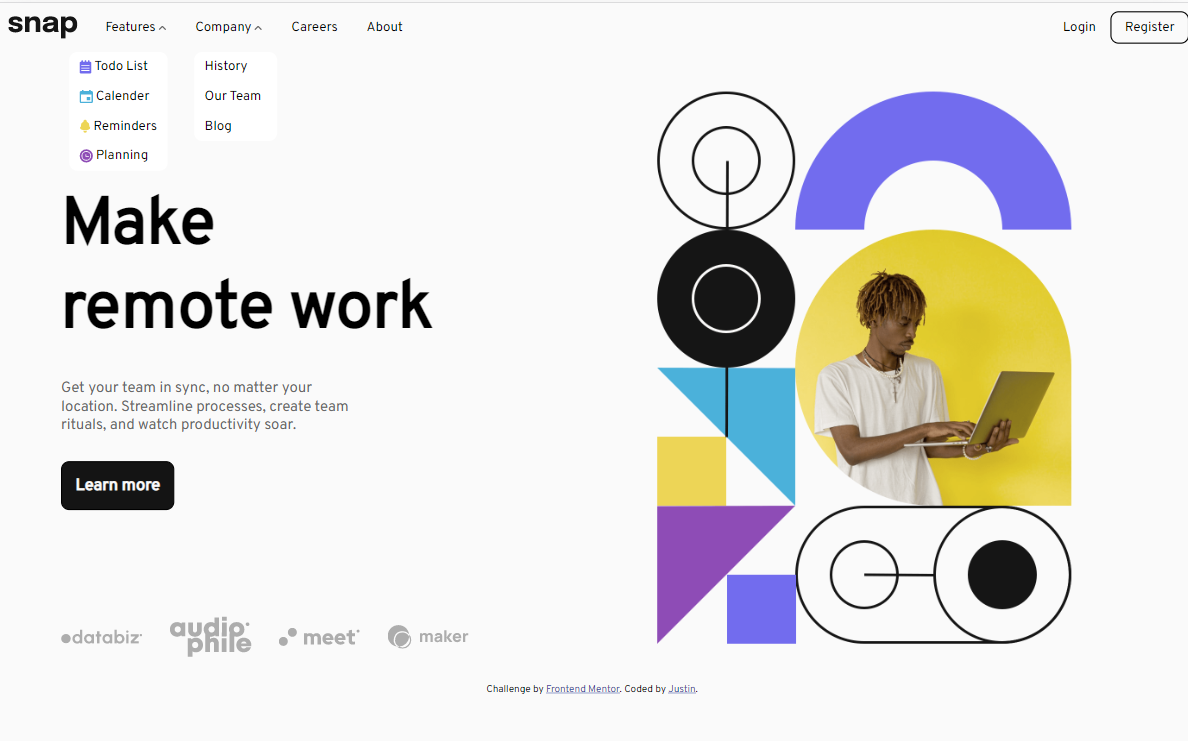 snap Features Company Careers About Login Register
Todo List
Calender
Reminders
Planning
History
Our Team
Blog
Make
remote work
Get your team in sync, no matter your
location. Streamline processes, create team
rituals, and watch productivity soar.
Learn more
databiz
audiophile
meet
maker
Challenge by Frontend Mentor. Coded by Justin.